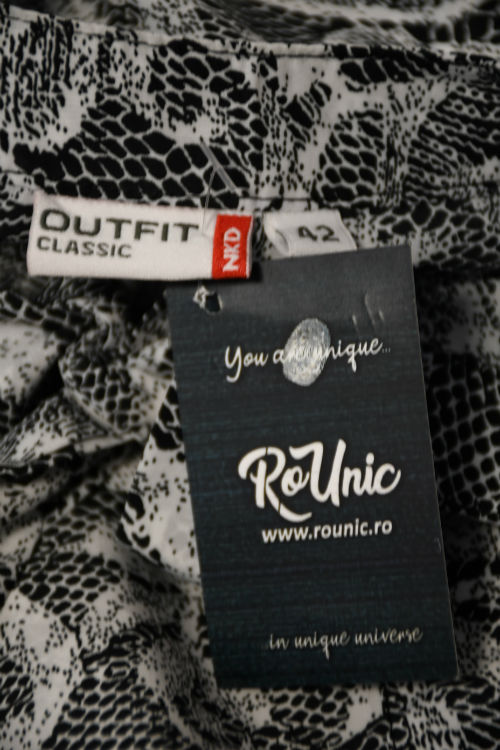 OUTFIT
CLASSIC
NKD
42
You are unique...
RoUnic
www.rounic.ro
...in unique universe